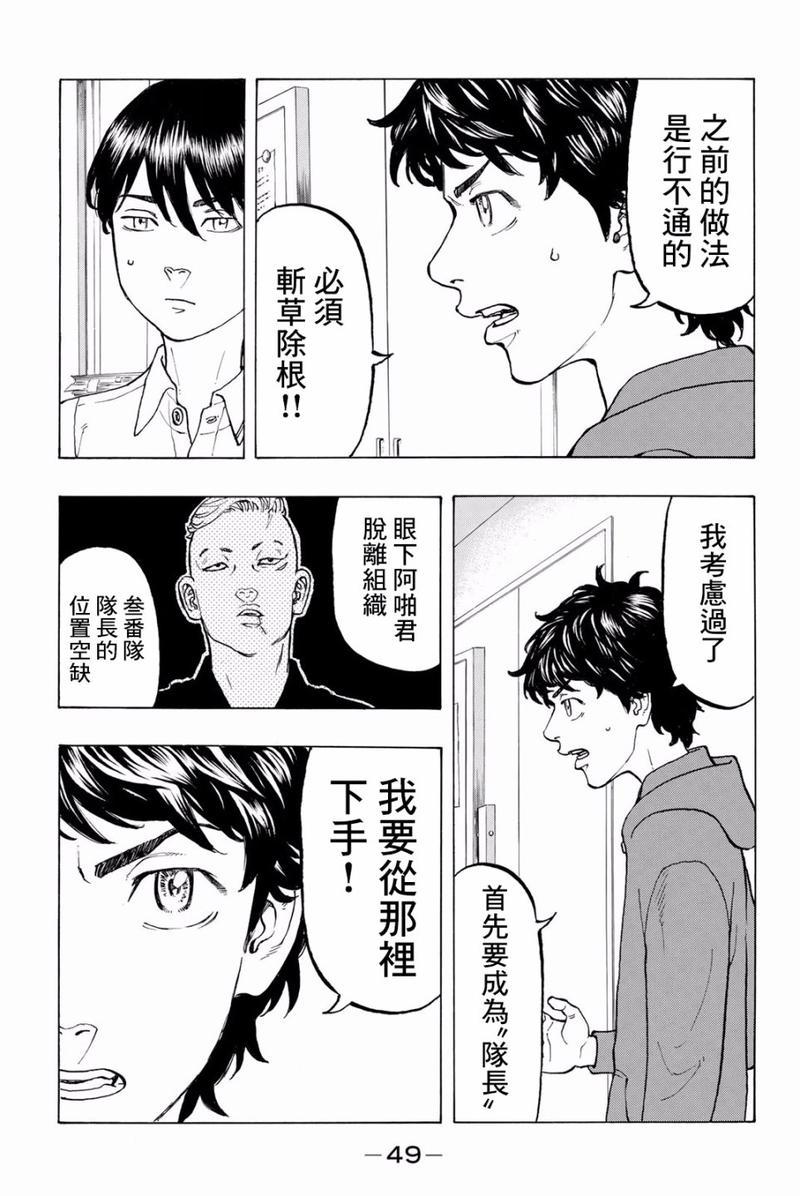 之前的做法
是行不通的
必須
斬草除根!!
我考慮過了
首先要成為〝隊長〞
眼下阿啪君
脫離組織
叁番隊
隊長的
位置空缺
我要從那裡
下手！
—49—